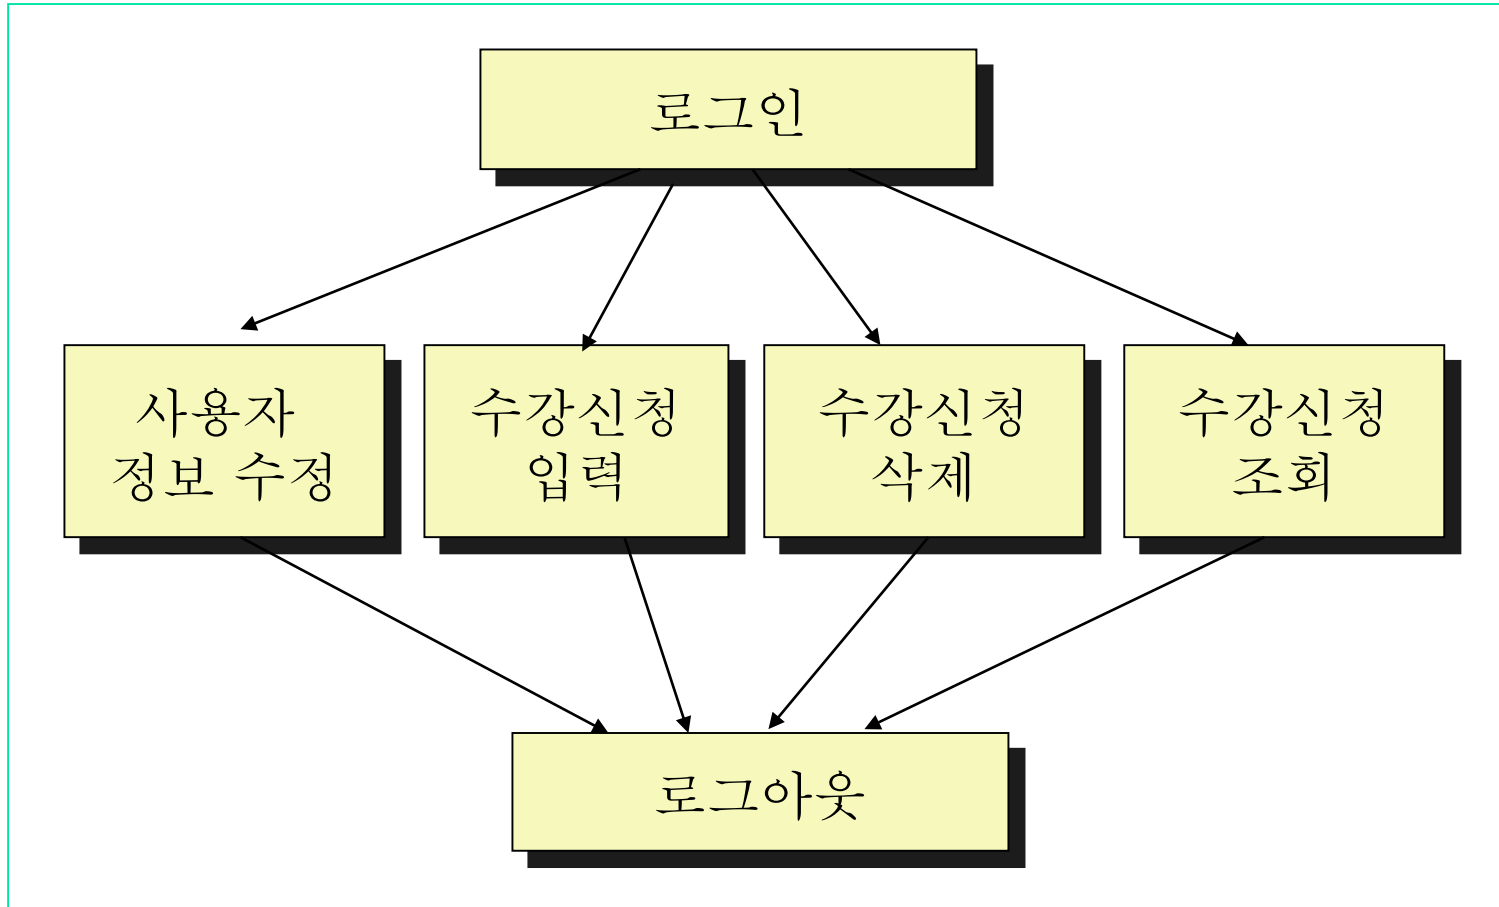 로그인
사용자
정보 수정
수강신청
입력
수강신청
삭제
수강신청
조회
로그아웃